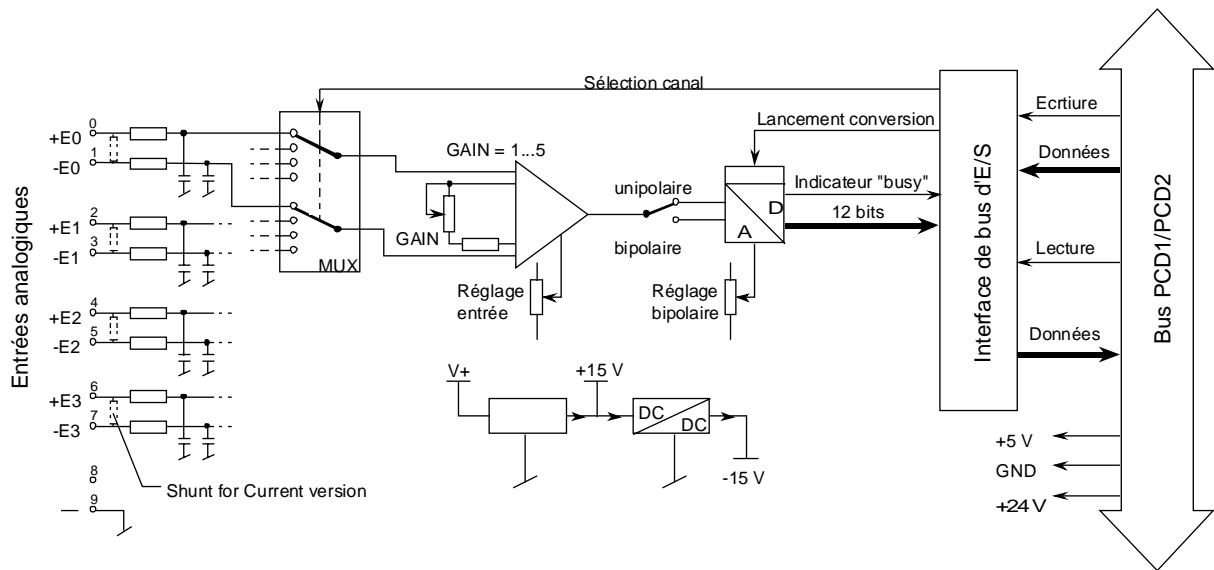 Sélection canal
Ecrtiure
Lancement conversion
Données
GAIN = 1...5
Indicateur "busy"
unipolaire
D
12 bits
A
bipolaire
GAIN
MUX
Lecture
Réglage
entrée
Réglage
bipolaire
Données
Interface de bus d'E/S
Bus PCD1/PCD2
Entrées analogiques
0
+E0
1
-E0
2
+E1
3
-E1
4
+E2
5
-E2
6
+E3
7
-E3
8
9
Shunt for Current version
V+
+15 V
DC
DC
-15 V
+5 V
GND
+24 V